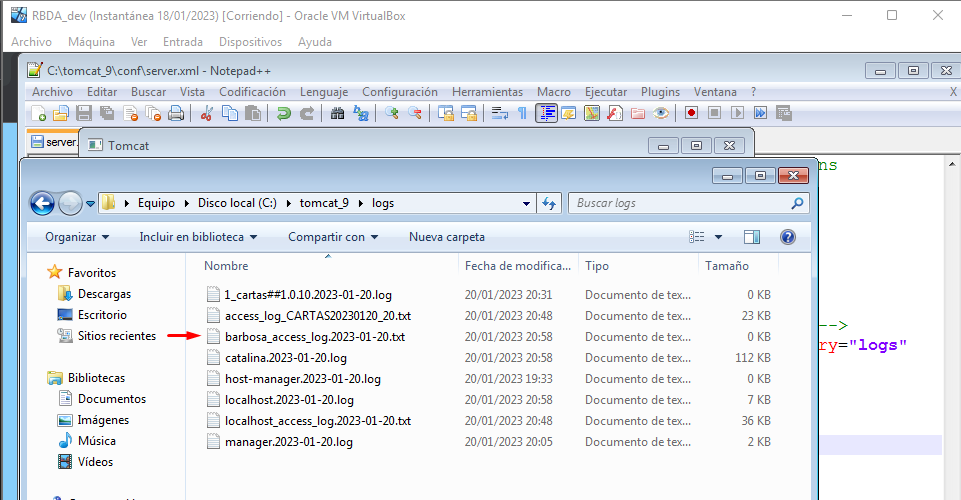 RBDA_dev (Instantánea 18/01/2023) [Corriendo] - Oracle VM VirtualBox
Archivo Máquina Ver Entrada Dispositivos Ayuda
C:\tomcat_9\conf\server.xml - Notepad++
Archivo Editar Buscar Vista Codificación Lenguaje Configuración Herramientas Macro Ejecutar Plugins Ventana ? X
server.
Tomcat
ns
Equipo Disco local (C:) tomcat_9 logs Buscar logs
Organizar Incluir en biblioteca Compartir con Nueva carpeta
Nombre Fecha de modifica... Tipo Tamaño
Favoritos
Descargas
Escritorio
Sitios recientes
Bibliotecas
Documentos
Imágenes
Música
Vídeos
1_cartas##1.0.10.2023-01-20.log 20/01/2023 20:31 Documento de tex... 0 KB
access_log_CARTAS20230120_20.txt 20/01/2023 20:48 Documento de tex... 23 KB
barbosa_access_log.2023-01-20.txt 20/01/2023 20:58 Documento de tex... 0 KB
catalina.2023-01-20.log 20/01/2023 20:58 Documento de tex... 112 KB
host-manager.2023-01-20.log 20/01/2023 19:33 Documento de tex... 0 KB
localhost.2023-01-20.log 20/01/2023 20:58 Documento de tex... 7 KB
localhost_access_log.2023-01-20.txt 20/01/2023 20:48 Documento de tex... 36 KB
manager.2023-01-20.log 20/01/2023 20:05 Documento de tex... 2 KB
-->
ry="logs"